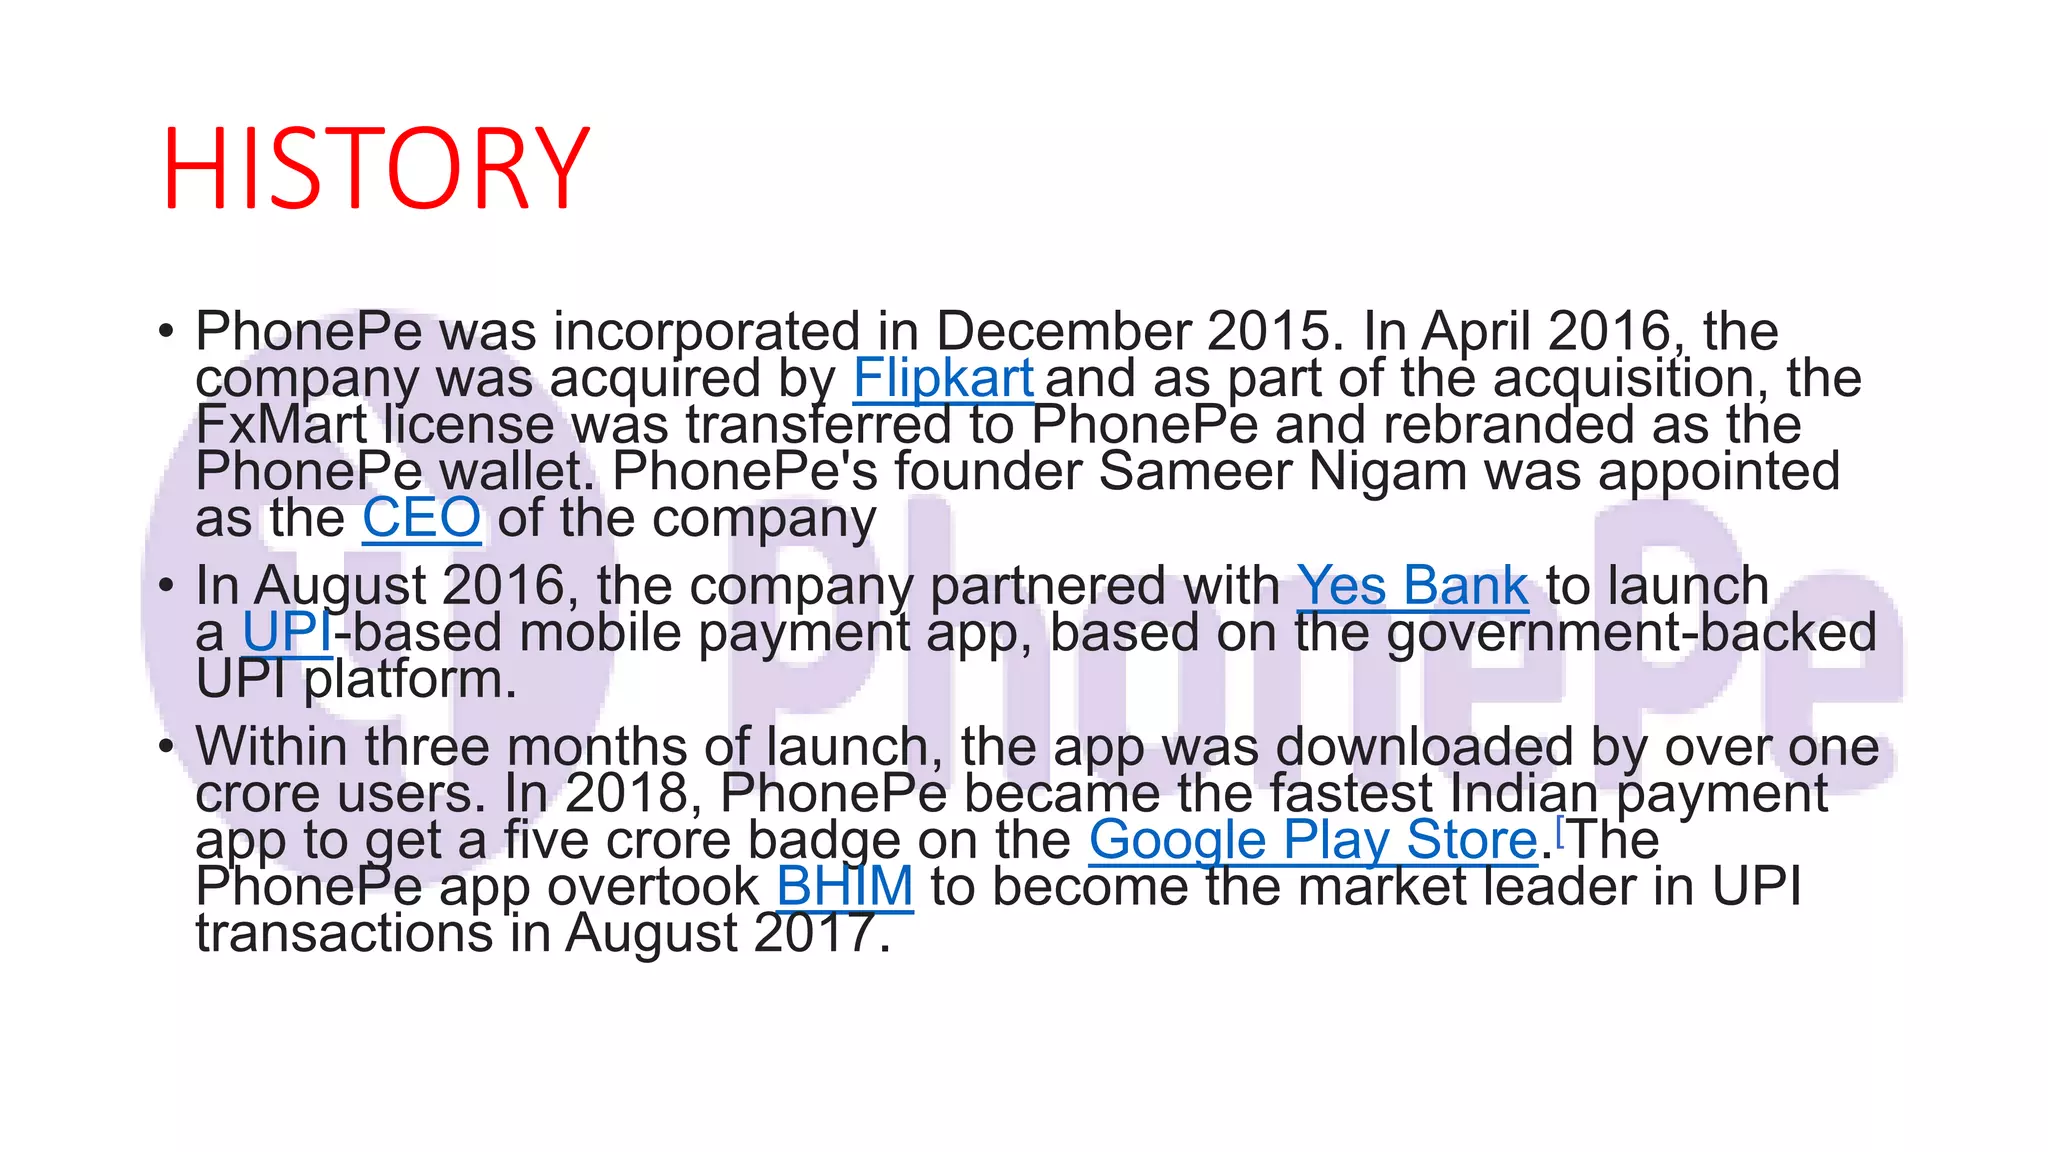 HISTORY
• PhonePe was incorporated in December 2015. In April 2016, the
company was acquired by Flipkart and as part of the acquisition, the
FxMart license was transferred to PhonePe and rebranded as the
PhonePe wallet. PhonePe's founder Sameer Nigam was appointed
as the CEO of the company
• In August 2016, the company partnered with Yes Bank to launch
a UPI-based mobile payment app, based on the government-backed
UPI platform.
• Within three months of launch, the app was downloaded by over one
crore users. In 2018, PhonePe became the fastest Indian payment
app to get a five crore badge on the Google Play Store.[The
PhonePe app overtook BHIM to become the market leader in UPI
transactions in August 2017.
पे PhonePe